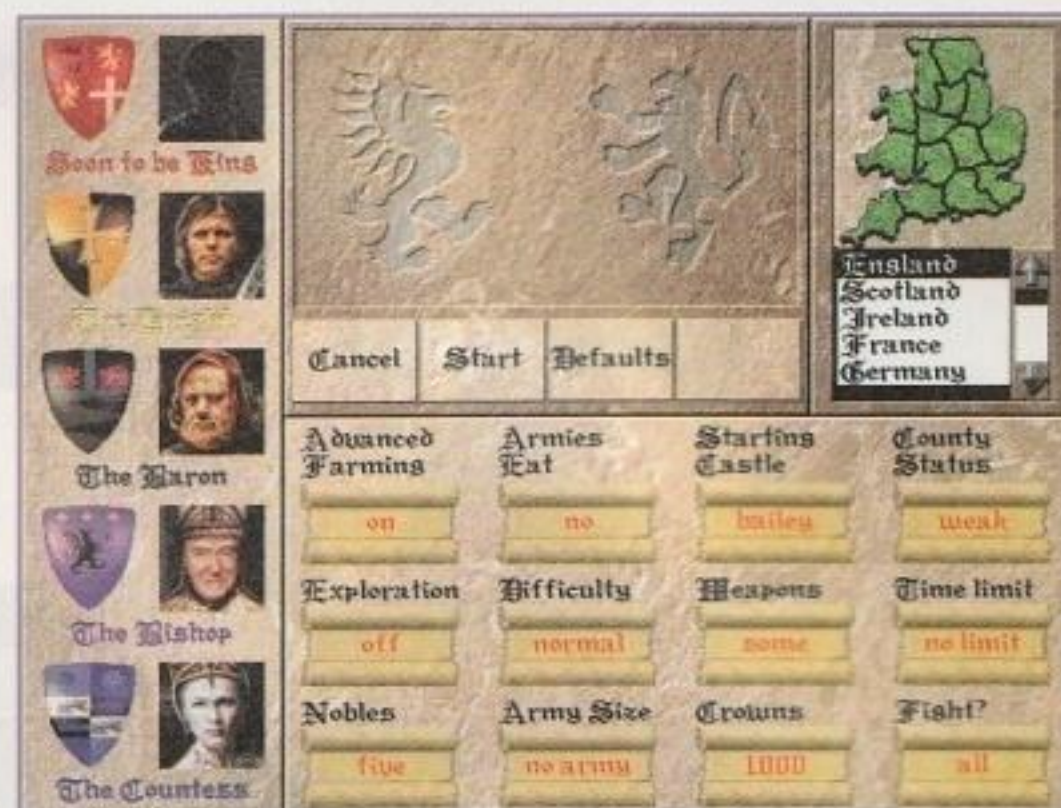 Soon to be King
The Knight
The Baron
The Bishop
The Countess
Cancel
Start
Defaults
England
Scotland
Ireland
France
Germany
Advanced
Farming
on
Armies
Eat
no
Starting
Castle
bailey
County
Status
weak
Exploration
off
Difficulty
normal
Weapons
some
Time limit
no limit
Nobles
five
Army Size
no army
Crowns
1000
Fight?
all